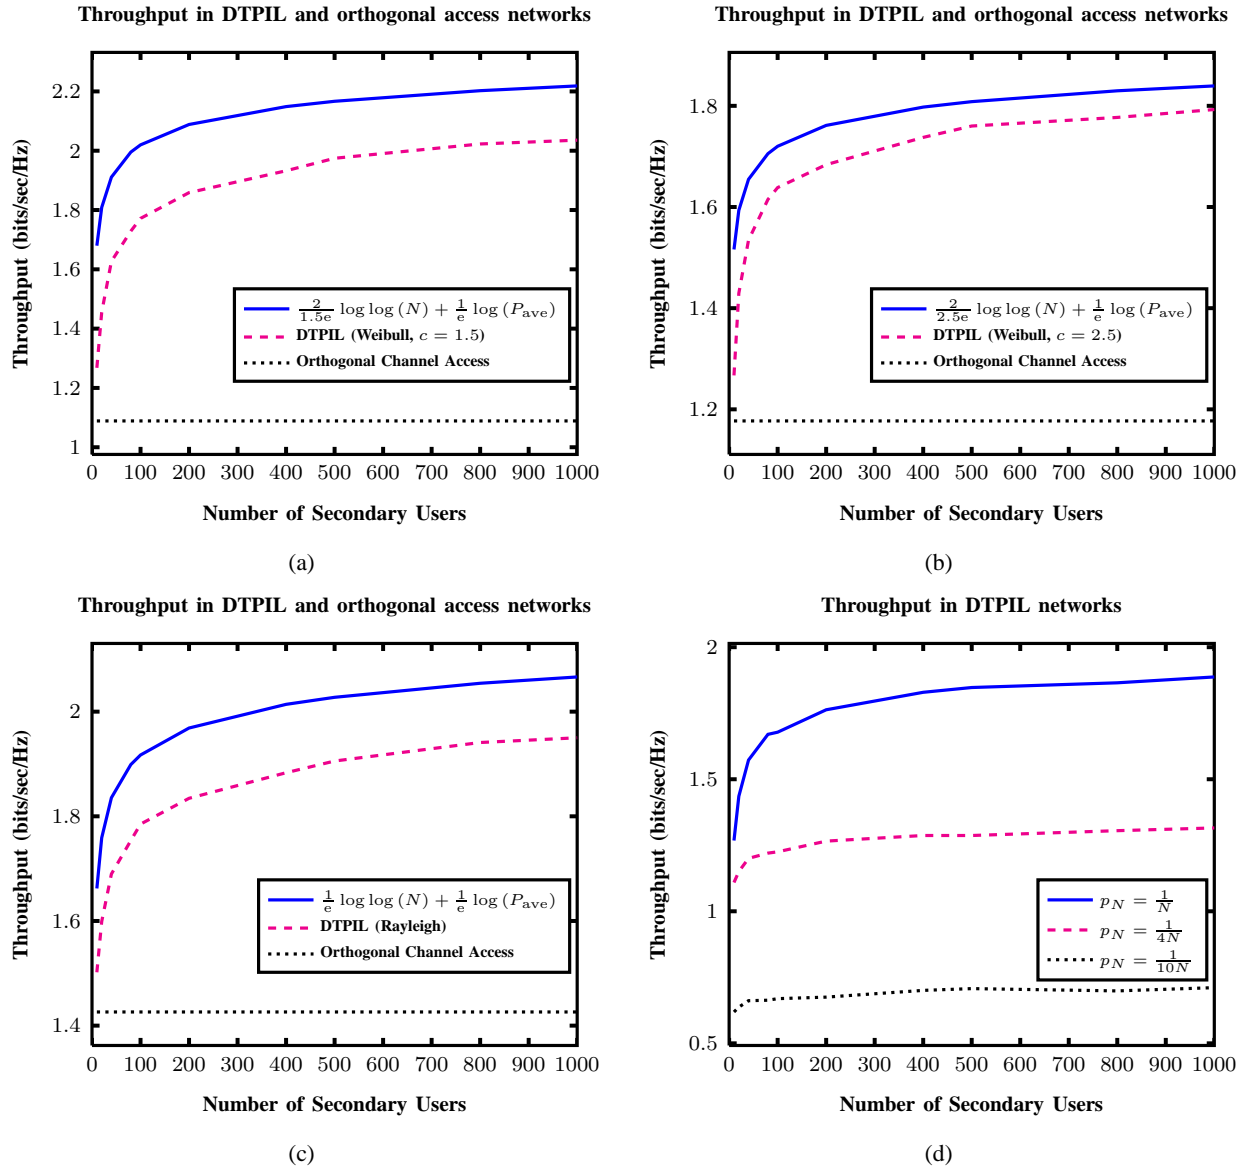 Throughput in DTPIL and orthogonal access networks
Throughput (bits/sec/Hz)
2.2
2
1.8
1.6
1.4
1.2
1
0 100 200 300 400 500 600 700 800 900 1000
Number of Secondary Users
2/1.5e log log (N) + 1/e log (P_ave)
DTPIL (Weibull, c = 1.5)
Orthogonal Channel Access
(a)
Throughput in DTPIL and orthogonal access networks
Throughput (bits/sec/Hz)
1.8
1.6
1.4
1.2
0 100 200 300 400 500 600 700 800 900 1000
Number of Secondary Users
2/2.5e log log (N) + 1/e log (P_ave)
DTPIL (Weibull, c = 2.5)
Orthogonal Channel Access
(b)
Throughput in DTPIL and orthogonal access networks
Throughput (bits/sec/Hz)
2
1.8
1.6
1.4
0 100 200 300 400 500 600 700 800 900 1000
Number of Secondary Users
1/e log log (N) + 1/e log (P_ave)
DTPIL (Rayleigh)
Orthogonal Channel Access
(c)
Throughput in DTPIL networks
Throughput (bits/sec/Hz)
2
1.5
1
0.5
0 100 200 300 400 500 600 700 800 900 1000
Number of Secondary Users
p_N = 1/N
p_N = 1/4N
p_N = 1/10N
(d)